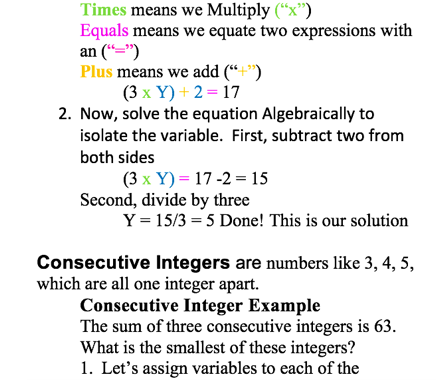 Times means we Multiply (“x”)
Equals means we equate two expressions with
an (“=”)
Plus means we add (“+”)
(3 x Y) + 2 = 17
2. Now, solve the equation Algebraically to
isolate the variable. First, subtract two from
both sides
(3 x Y) = 17 -2 = 15
Second, divide by three
Y = 15/3 = 5 Done! This is our solution
Consecutive Integers are numbers like 3, 4, 5,
which are all one integer apart.
Consecutive Integer Example
The sum of three consecutive integers is 63.
What is the smallest of these integers?
1. Let’s assign variables to each of the